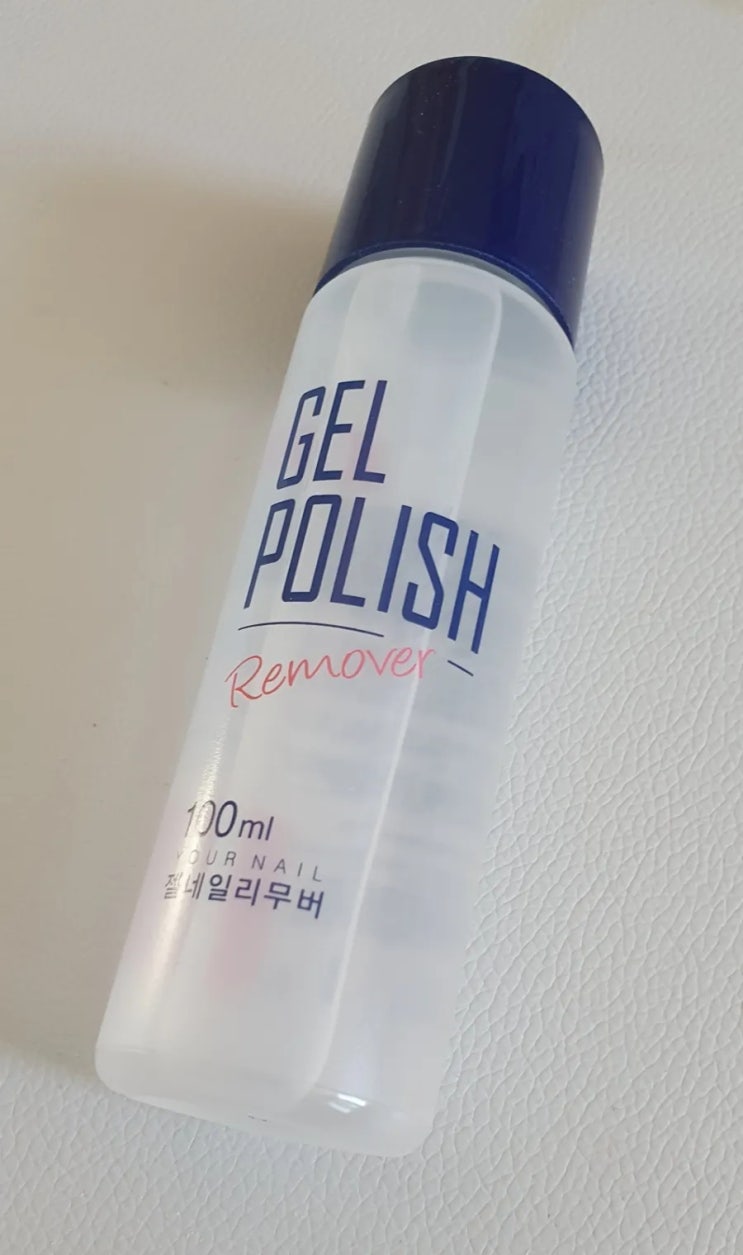 GEL
POLISH
Remover
100ml
YOUR NAIL
젤네일리무버